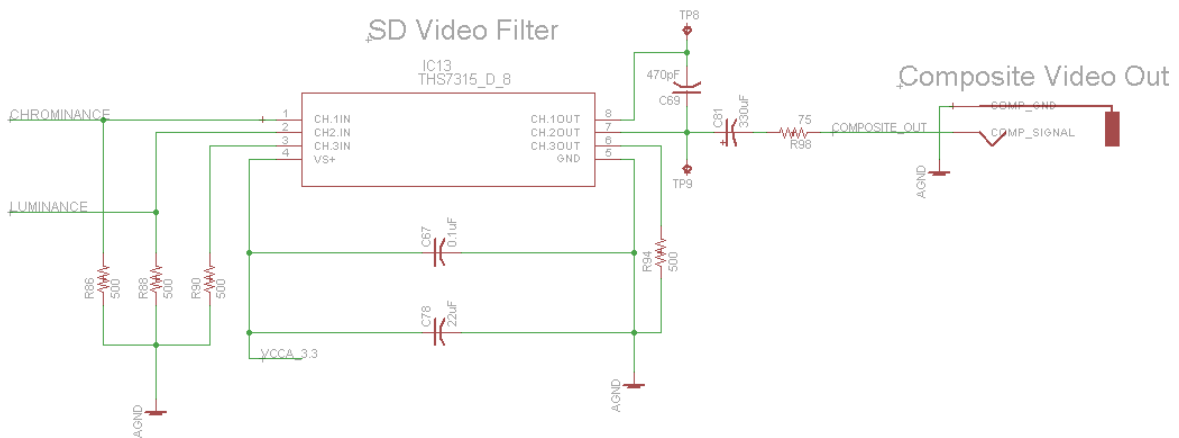 SD Video Filter
IC13
THS7315_D_8
CHROMINANCE
LUMINANCE
1
2
3
4
CH.1IN
CH2.IN
CH.3IN
VS+
CH.1OUT
CH.2OUT
CH.3OUT
GND
8
7
6
5
TP8
470pF
C69
TP9
C81
330uF
75
R98
COMPOSITE_OUT
Composite Video Out
COMP_GND
COMP_SIGNAL
AGND
R86
500
R88
500
R90
500
C67
0.1uF
C78
22uF
R94
500
VCCA_3.3
AGND
AGND